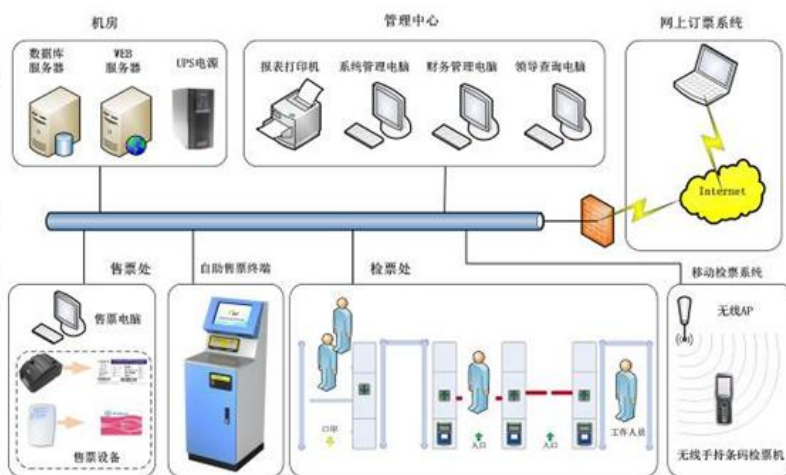 机房
管理中心
网上订票系统
数据库
服务器
WEB
服务器
UPS电源
报表打印机
系统管理电脑
财务管理电脑
领导查询电脑
Internet
售票处
自助售票终端
检票处
移动检票系统
售票电脑
售票设备
出口
入口
入口
工作人员
无线AP
无线手持条码检票机